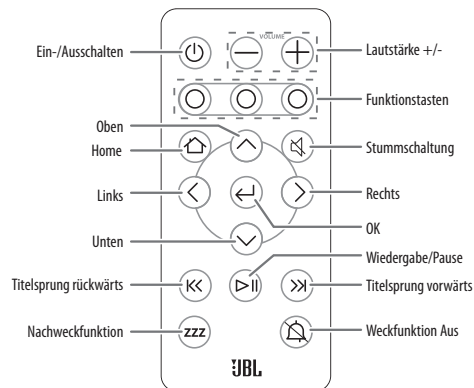 VOLUME
Ein-/Ausschalten
Lautstärke +/-
Funktionstasten
Oben
Home
Stummschaltung
Links
Rechts
OK
Unten
Wiedergabe/Pause
Titelsprung rückwärts
Titelsprung vorwärts
Nachweckfunktion
zzz
Weckfunktion Aus
JBL